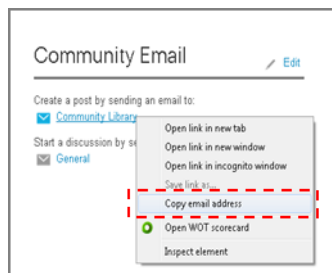 Community Email
Edit
Create a post by sending an email to:
Community Library
Start a discussion by se
General
Open link in new tab
Open link in new window
Open link in incognito window
Save link as...
Copy email address
Open WOT scorecard
Inspect element